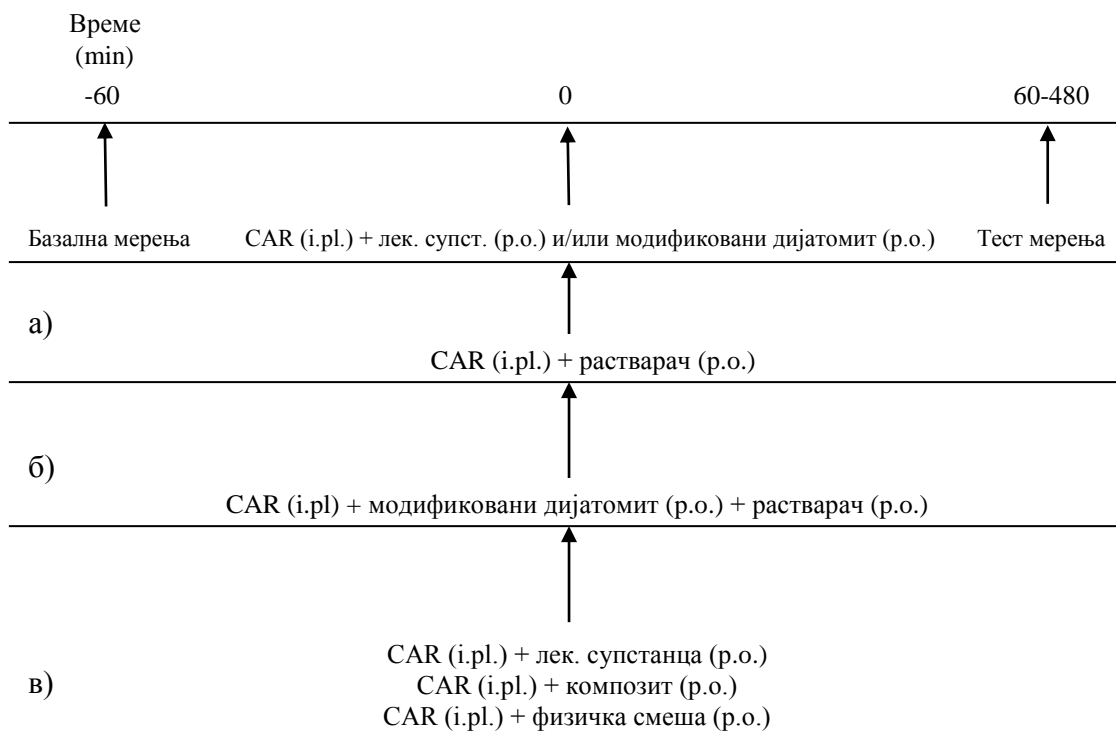 Време
(min)
-60 0 60-480
Базална мерења CAR (i.pl.) + лек. супст. (p.o.) и/или модификовани дијатомит (p.o.) Тест мерења
а)
CAR (i.pl.) + растварач (p.o.)
б)
CAR (i.pl) + модификовани дијатомит (p.o.) + растварач (p.o.)
CAR (i.pl.) + лек. супстанца (p.o.)
в) CAR (i.pl.) + композит (p.o.)
CAR (i.pl.) + физичка смеша (p.o.)